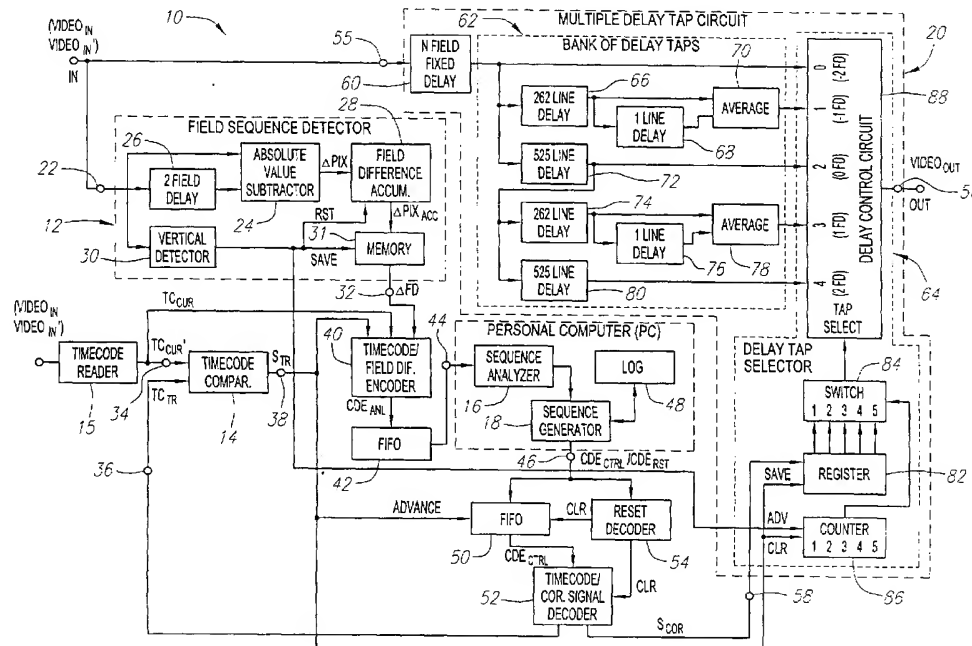 10
62
MULTIPLE DELAY TAP CIRCUIT
(VIDEO IN
VIDEO IN')
IN
55
N FIELD
FIXED
DELAY
60
BANK OF DELAY TAPS
66
70
20
88
262 LINE
DELAY
1 LINE
DELAY
68
AVERAGE
525 LINE
DELAY
72
74
262 LINE
DELAY
1 LINE
DELAY
76
AVERAGE
78
525 LINE
DELAY
80
0 (-2FD)
1 (-1FD)
2 (0FD)
3 (1FD)
4 (2FD)
DELAY CONTROL CIRCUIT
TAP
SELECT
VIDEO OUT
OUT
64
28
FIELD SEQUENCE DETECTOR
26
22
2 FIELD
DELAY
ABSOLUTE
VALUE
SUBTRACTOR
ΔPIX
FIELD
DIFFERENCE
ACCUM.
24
RST
ΔPIX ACC
12
31
30
VERTICAL
DETECTOR
SAVE
MEMORY
32
ΔFD
(VIDEO IN
VIDEO IN')
TC CUR
TIMECODE
READER
15
TC CUR'
34
TC TR
TIMECODE
COMPAR.
14
S TR
38
40
TIMECODE/
FIELD DIF.
ENCODER
44
CDE ANL
FIFO
42
PERSONAL COMPUTER (PC)
SEQUENCE
ANALYZER
16
LOG
48
18
SEQUENCE
GENERATOR
46
CDE CTRL /CDE RST
36
ADVANCE
FIFO
50
CLR
RESET
DECODER
54
CDE CTRL
CLR
52
TIMECODE/
COR. SIGNAL
DECODER
S COR
58
DELAY TAP
SELECTOR
84
SWITCH
1 2 3 4 5
SAVE
REGISTER
82
ADV
CLR
COUNTER
1 2 3 4 5
86